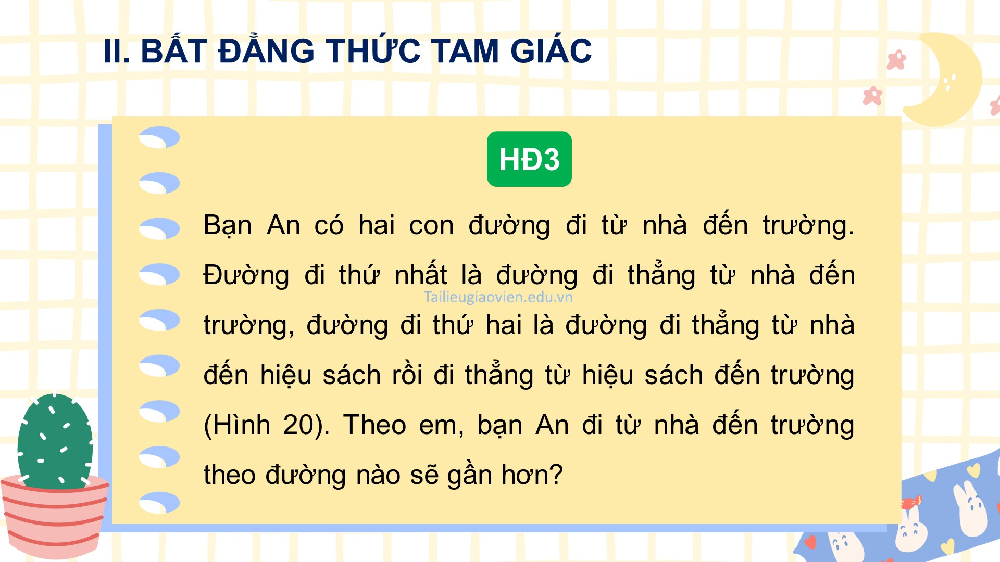 II. BẤT ĐẲNG THỨC TAM GIÁC
HĐ3
Bạn An có hai con đường đi từ nhà đến trường.
Đường đi thứ nhất là đường đi thẳng từ nhà đến
Tailieugiaovien.edu.vn
trường, đường đi thứ hai là đường đi thẳng từ nhà
đến hiệu sách rồi đi thẳng từ hiệu sách đến trường
(Hình 20). Theo em, bạn An đi từ nhà đến trường
theo đường nào sẽ gần hơn?